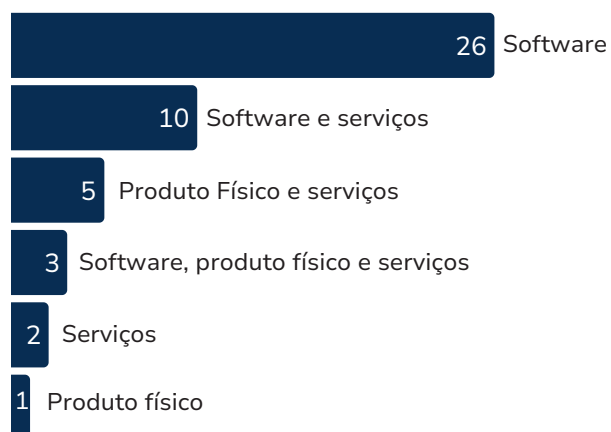 26 Software
10 Software e serviços
5 Produto Físico e serviços
3 Software, produto físico e serviços
2 Serviços
1 Produto físico